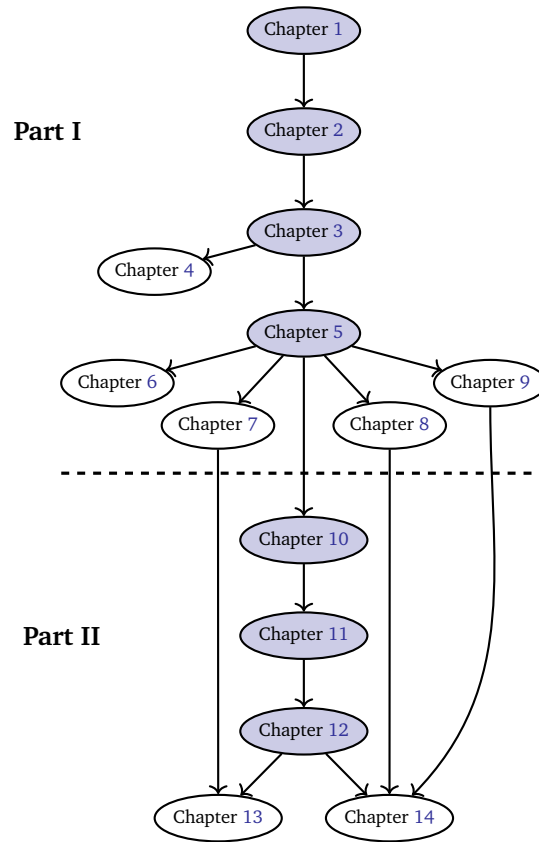 Chapter 1
Part I
Chapter 2
Chapter 3
Chapter 4
Chapter 5
Chapter 6
Chapter 9
Chapter 7
Chapter 8
Chapter 10
Part II
Chapter 11
Chapter 12
Chapter 13
Chapter 14